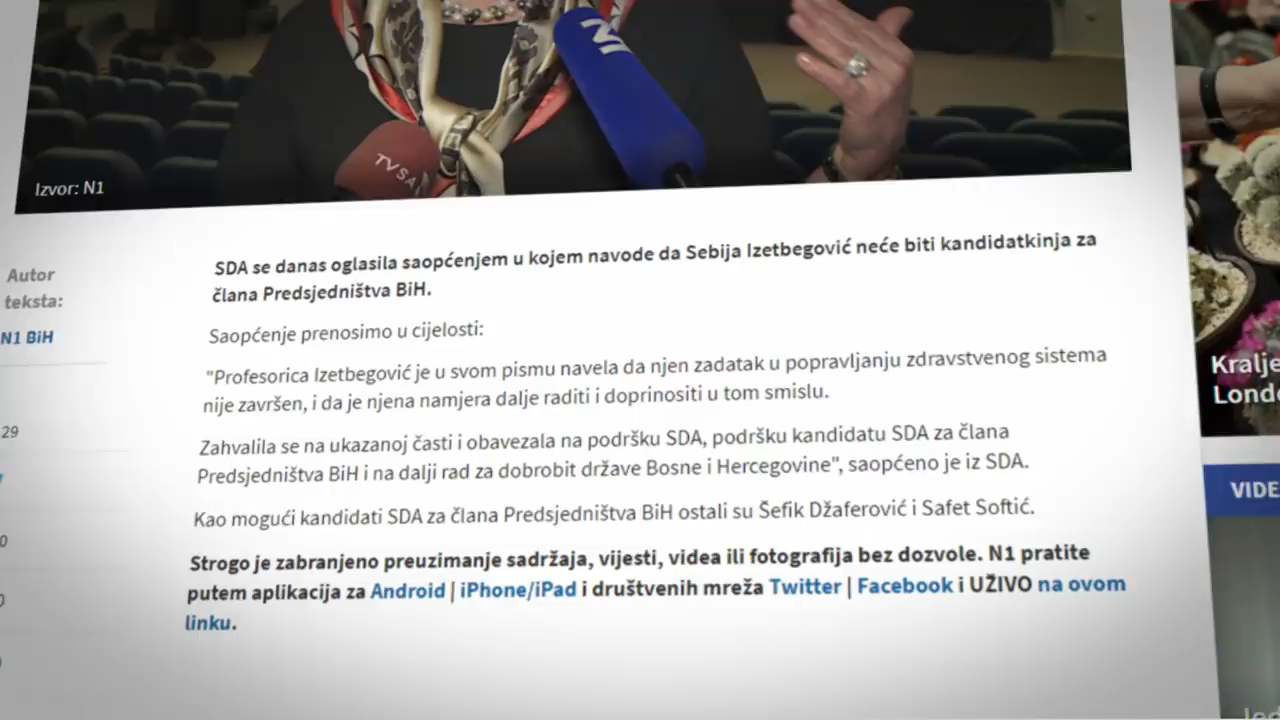 N1
TV SA
Izvor: N1
Autor
teksta:
N1 BiH
29
SDA se danas oglasila saopćenjem u kojem navode da Sebija Izetbegović neće biti kandidatkinja za
člana Predsjedništva BiH.
Saopćenje prenosimo u cijelosti:
"Profesorica Izetbegović je u svom pismu navela da njen zadatak u popravljanju zdravstvenog sistema
nije završen, i da je njena namjera dalje raditi i doprinositi u tom smislu.
Zahvalila se na ukazanoj časti i obavezala na podršku SDA, podršku kandidatu SDA za člana
Predsjedništva BiH i na dalji rad za dobrobit države Bosne i Hercegovine", saopćeno je iz SDA.
Kao mogući kandidati SDA za člana Predsjedništva BiH ostali su Šefik Džaferović i Safet Softić.
Strogo je zabranjeno preuzimanje sadržaja, vijesti, videa ili fotografija bez dozvole. N1 pratite
putem aplikacija za Android | iPhone/iPad i društvenih mreža Twitter | Facebook i UŽIVO na ovom
linku.
Kralje
Londo
VIDE